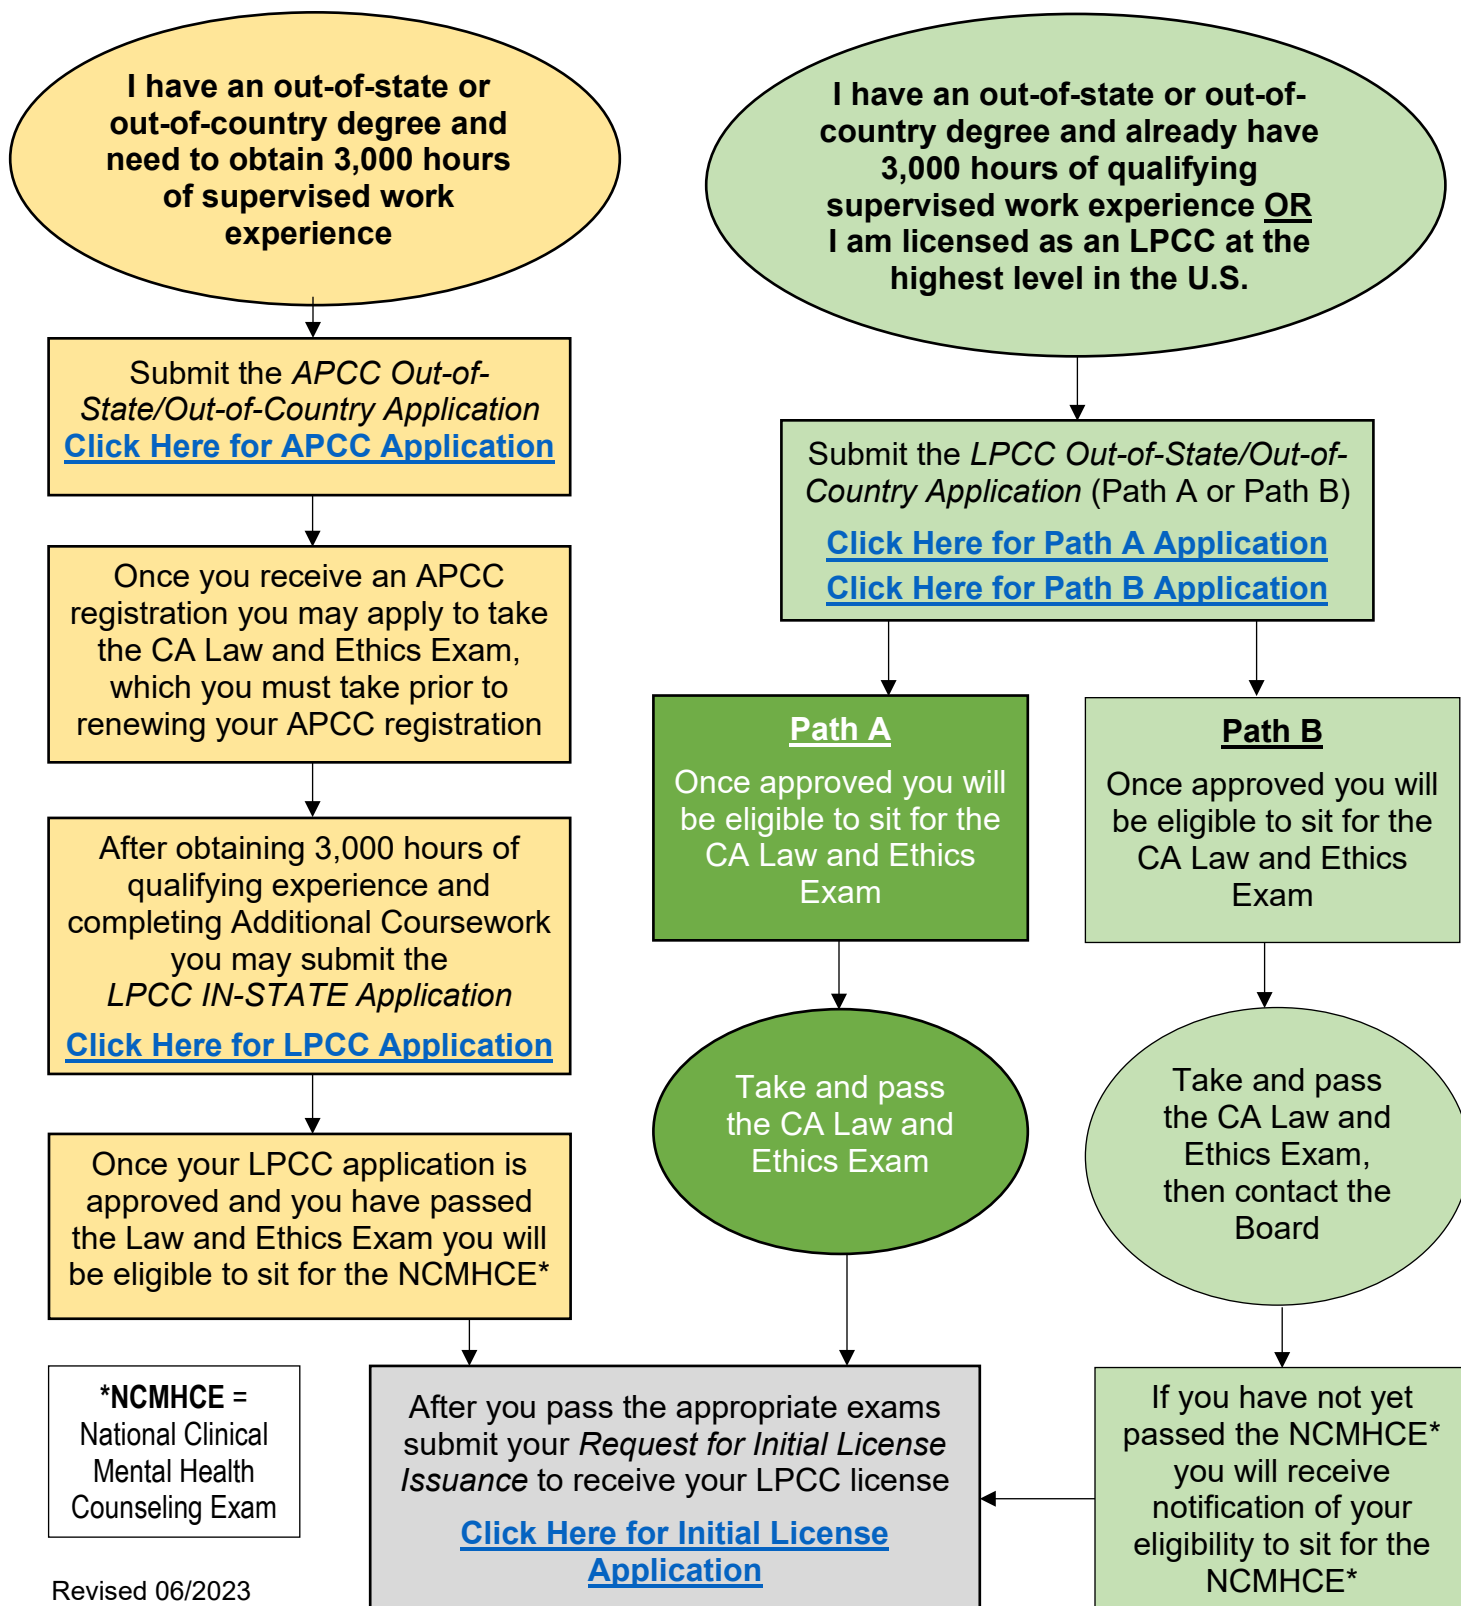 I have an out-of-state or
out-of-country degree and
need to obtain 3,000 hours
of supervised work
experience
Submit the APCC Out-of-
State/Out-of-Country Application
Click Here for APCC Application
Once you receive an APCC
registration you may apply to take
the CA Law and Ethics Exam,
which you must take prior to
renewing your APCC registration
After obtaining 3,000 hours of
qualifying experience and
completing Additional Coursework
you may submit the
LPCC IN-STATE Application
Click Here for LPCC Application
Once your LPCC application is
approved and you have passed
the Law and Ethics Exam you will
be eligible to sit for the NCMHCE*
I have an out-of-state or out-of-
country degree and already have
3,000 hours of qualifying
supervised work experience OR
I am licensed as an LPCC at the
highest level in the U.S.
Submit the LPCC Out-of-State/Out-of-
Country Application (Path A or Path B)
Click Here for Path A Application
Click Here for Path B Application
Path A
Once approved you will
be eligible to sit for the
CA Law and Ethics
Exam
Take and pass
the CA Law and
Ethics Exam
Path B
Once approved you will
be eligible to sit for the
CA Law and Ethics
Exam
Take and pass
the CA Law and
Ethics Exam,
then contact the
Board
If you have not yet
passed the NCMHCE*
you will receive
notification of your
eligibility to sit for the
NCMHCE*
After you pass the appropriate exams
submit your Request for Initial License
Issuance to receive your LPCC license
Click Here for Initial License
Application
*NCMHCE =
National Clinical
Mental Health
Counseling Exam
Revised 06/2023